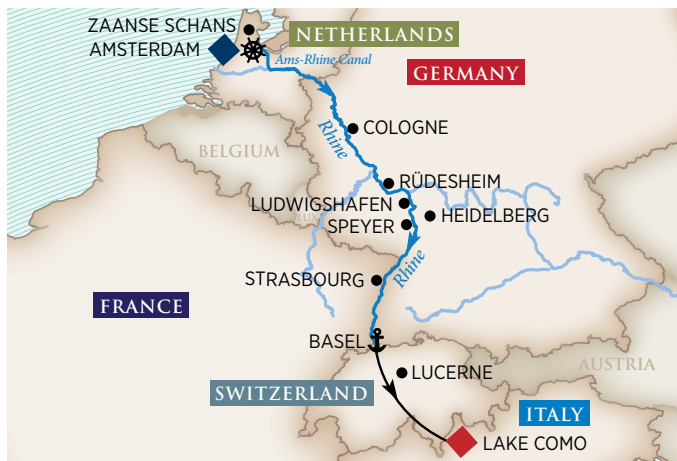 ZAANSE SCHANS
NETHERLANDS
AMSTERDAM
Ams-Rhine Canal
GERMANY
Rhine
COLOGNE
BELGIUM
RÜDESHEIM
LUDWIGSHAFEN
LUX
HEIDELBERG
SPEYER
Rhine
STRASBOURG
FRANCE
BASEL
AUSTRIA
LUCERNE
SWITZERLAND
ITALY
LAKE COMO